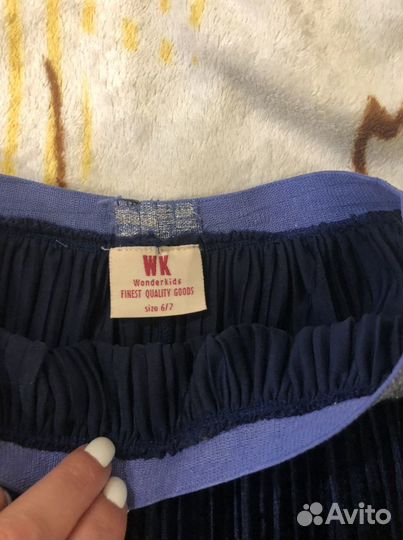 WK
Wonderkids
FINEST QUALITY GOODS
size 6/7
Avito